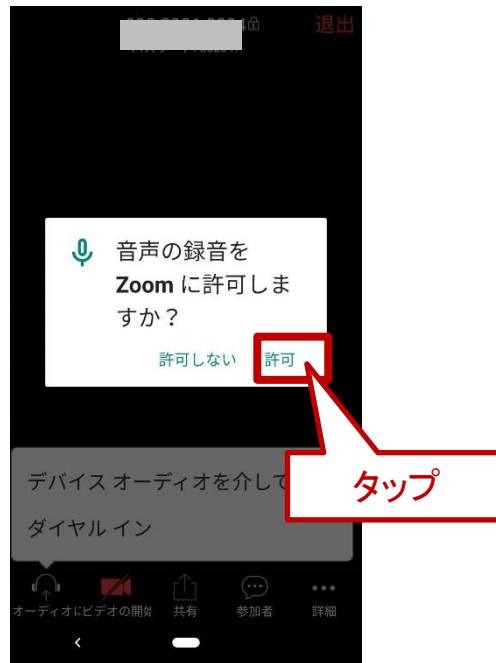 退出
音声の録音を
Zoom に許可しま
すか？
許可しない 許可
タップ
デバイス オーディオを介して
ダイヤル イン
オーディオに ビデオの開始 共有 参加者 詳細